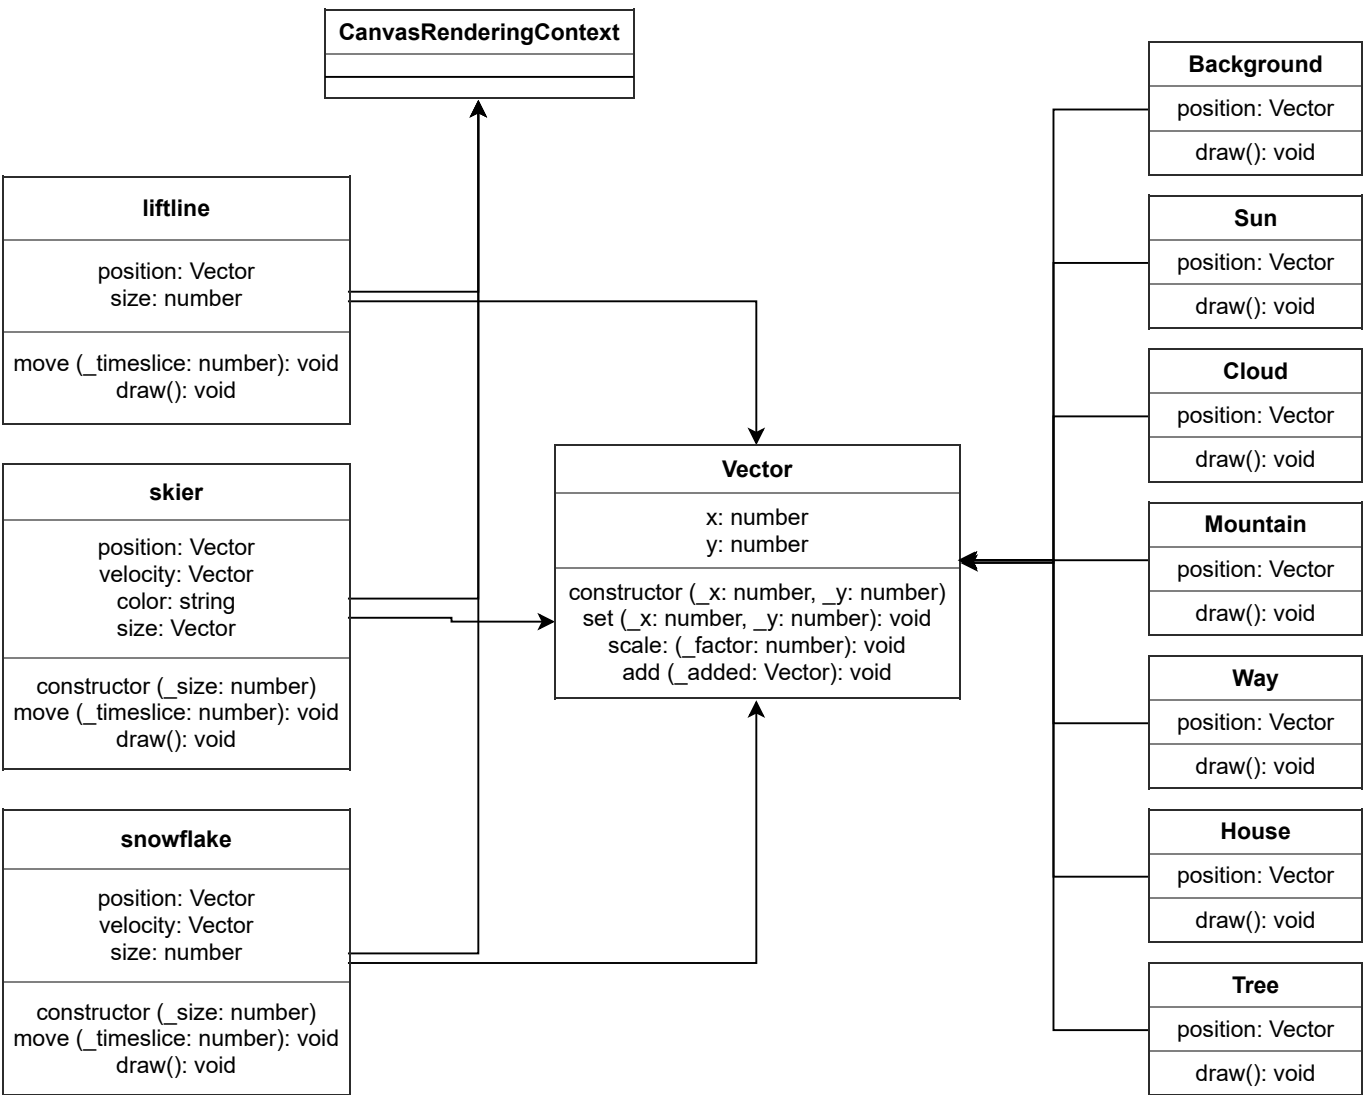 CanvasRenderingContext
liftline
position: Vector
size: number
move (_timeslice: number): void
draw(): void
skier
position: Vector
velocity: Vector
color: string
size: Vector
constructor (_size: number)
move (_timeslice: number): void
draw(): void
snowflake
position: Vector
velocity: Vector
size: number
constructor (_size: number)
move (_timeslice: number): void
draw(): void
Vector
x: number
y: number
constructor (_x: number, _y: number)
set (_x: number, _y: number): void
scale: (_factor: number): void
add (_added: Vector): void
Background
position: Vector
draw(): void
Sun
position: Vector
draw(): void
Cloud
position: Vector
draw(): void
Mountain
position: Vector
draw(): void
Way
position: Vector
draw(): void
House
position: Vector
draw(): void
Tree
position: Vector
draw(): void